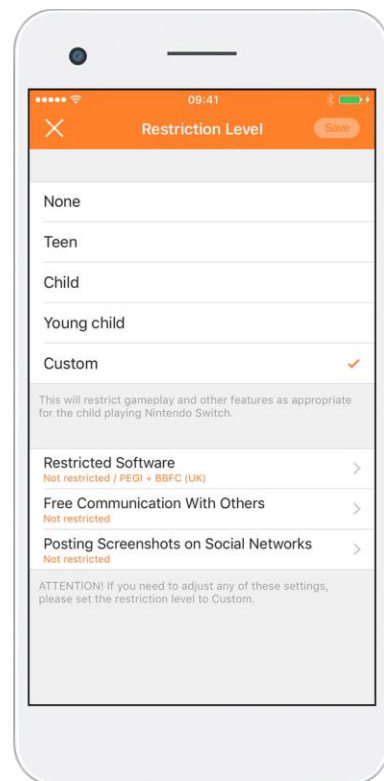 09:41
Restriction Level
Save
None
Teen
Child
Young child
Custom
This will restrict gameplay and other features as appropriate
for the child playing Nintendo Switch.
Restricted Software
Not restricted / PEGI + BBFC (UK)
Free Communication With Others
Not restricted
Posting Screenshots on Social Networks
Not restricted
ATTENTION! If you need to adjust any of these settings,
please set the restriction level to Custom.